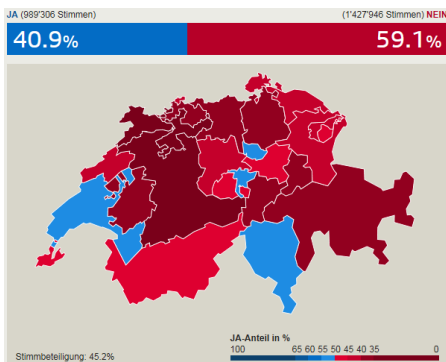 JA (989'306 Stimmen) (1'427'946 Stimmen) NEIN
40.9% 59.1%
JA-Anteil in %
100 65 60 55 50 45 40 35 0
Stimmbeteiligung: 45.2%